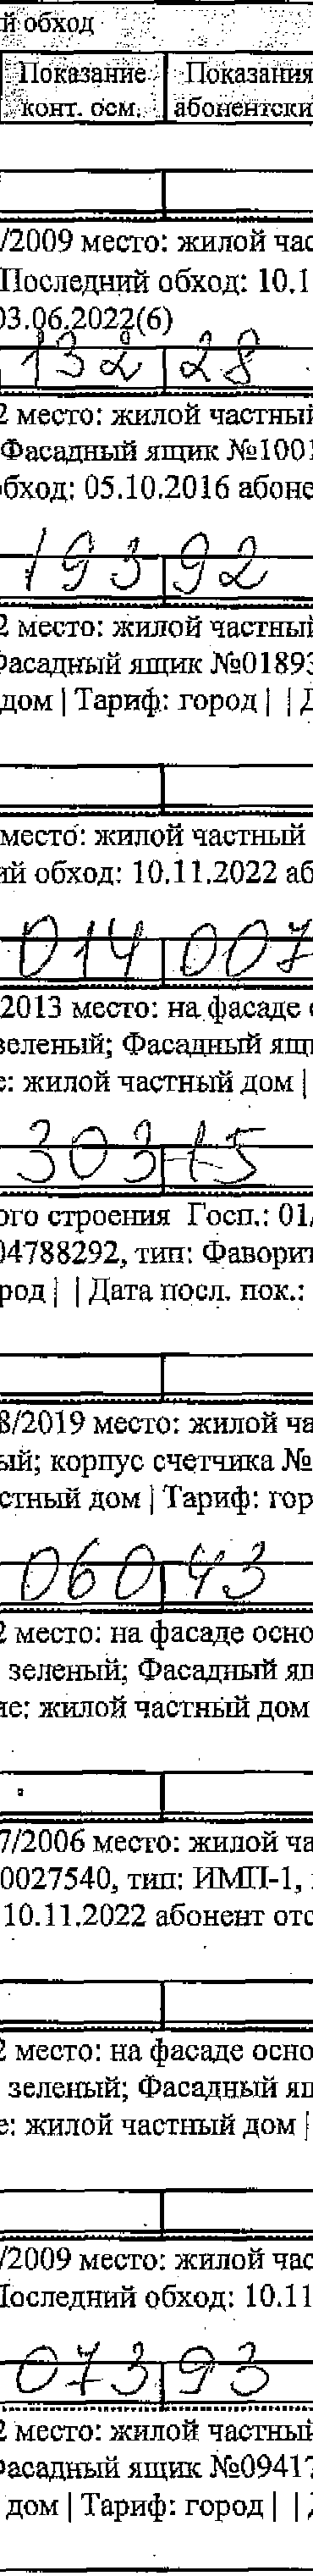 й обход
Показание Показания
конт. осм. абонентски
/2009 место: жилой час
Последний обход: 10.1
03.06.2022(6)
132 28
2 место: жилой частный
Фасадный ящик №1001
обход: 05.10.2016 абоне
193 92
2 место: жилой частный
Фасадный ящик №01893
дом | Тариф: город | | Д
место: жилой частный
ий обход: 10.11.2022 аб
014 007
2013 место: на фасаде
зеленый; Фасадный ящи
е: жилой частный дом |
303 15
ого строения Госп.: 01/
04788292, тип: Фаворит
род | | Дата посл. пок.:
8/2019 место: жилой ча
ый; корпус счетчика №
стный дом | Тариф: гор
060 43
2 место: на фасаде осно
зеленый; Фасадный ящ
ие: жилой частный дом
7/2006 место: жилой ча
0027540, тип: ИМП-1,
10.11.2022 абонент отс
2 место: на фасаде осно
зеленый; Фасадный ящ
е: жилой частный дом |
/2009 место: жилой час
Последний обход: 10.11
073 93
2 место: жилой частный
Фасадный ящик №09417
дом | Тариф: город | |